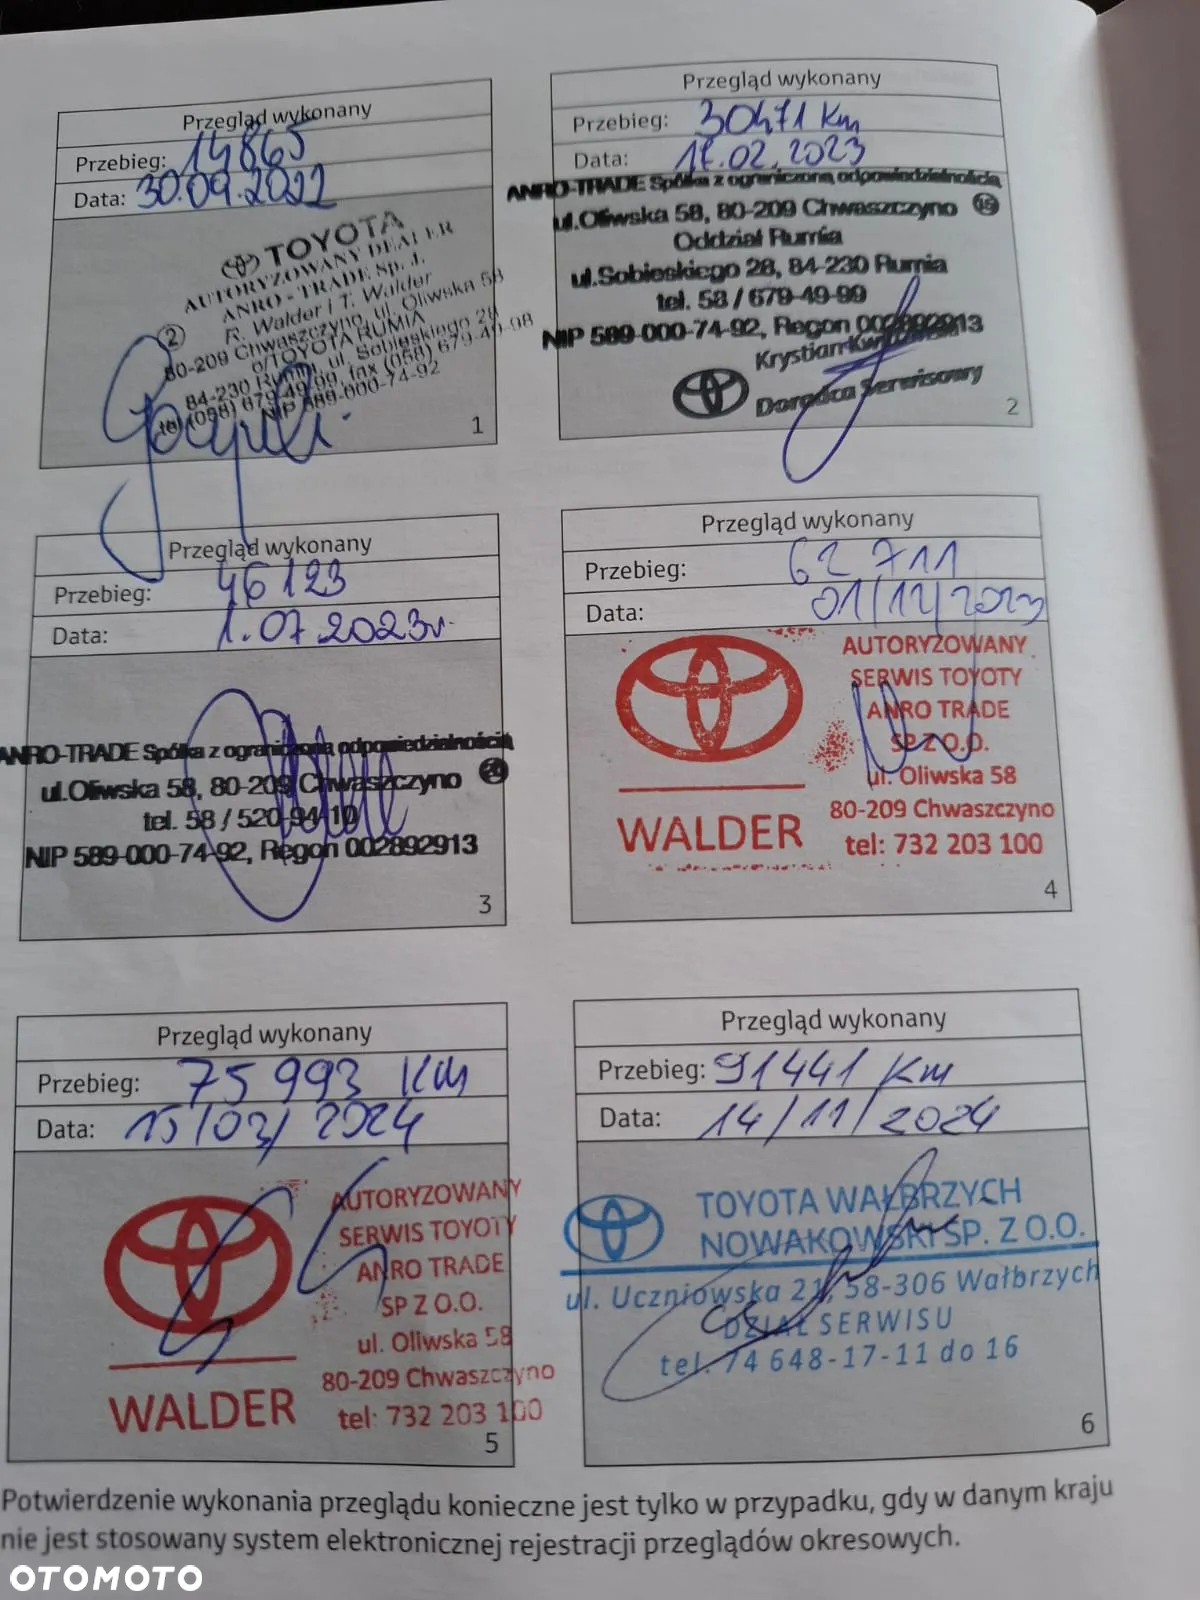 Przegląd wykonany
Przebieg: 14865
Data: 30.09.2022
TOYOTA
AUTORYZOWANY DEALER
ANRO - TRADE Sp. J.
R. Walder i T. Walder
2
80-209 Chwaszczyno, ul. Oliwska 58
o/TOYOTA RUMIA
84-230 Rumia, ul. Sobieskiego 28
tel (058) 679-49-99, fax (058) 679-49-98
NIP 589-000-74-92
1
Przegląd wykonany
Przebieg: 30471 Km
Data: 17.02.2023
ANRO-TRADE Spółka z ograniczoną odpowiedzialnością
ul.Oliwska 58, 80-209 Chwaszczyno 15
Oddział Rumia
ul.Sobieskiego 28, 84-230 Rumia
tel. 58 / 679-49-99
NIP 589-000-74-92, Regon 002892913
Krystian
Doradca Serwisowy
2
Przegląd wykonany
Przebieg: 46123
Data: 1.07.2023r.
ANRO-TRADE Spółka z ograniczoną odpowiedzialnością
ul.Oliwska 58, 80-209 Chwaszczyno
tel. 58 / 520-94-10
NIP 589-000-74-92, Regon 002892913
3
Przegląd wykonany
Przebieg: 62 711
Data: 01/12/2023
AUTORYZOWANY
SERWIS TOYOTY
ANRO TRADE
SP Z O.O.
ul. Oliwska 58
80-209 Chwaszczyno
tel: 732 203 100
WALDER
4
Przegląd wykonany
Przebieg: 75 993 Km
Data: 15/03/2024
AUTORYZOWANY
SERWIS TOYOTY
ANRO TRADE
SP Z O.O.
ul. Oliwska 58
80-209 Chwaszczyno
tel: 732 203 100
WALDER
5
Przegląd wykonany
Przebieg: 91441 Km
Data: 14/11/2024
TOYOTA WAŁBRZYCH
NOWAKOWSKI SP. Z O.O.
ul. Uczniowska 21, 58-306 Wałbrzych
DZIAŁ SERWISU
tel. 74 648-17-11 do 16
6
Potwierdzenie wykonania przeglądu konieczne jest tylko w przypadku, gdy w danym kraju
nie jest stosowany system elektronicznej rejestracji przeglądów okresowych.
OTOMOTO